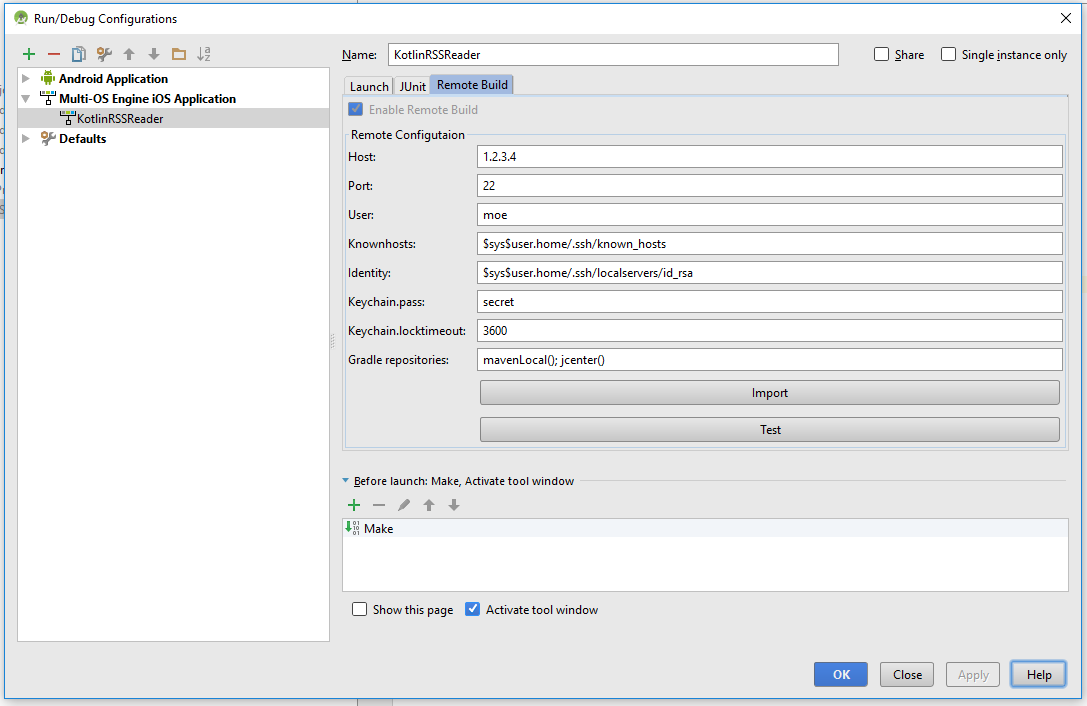 Run/Debug Configurations
Name: KotlinRSSReader Share Single instance only
Android Application
Multi-OS Engine iOS Application
KotlinRSSReader
Defaults
Launch JUnit Remote Build
Enable Remote Build
Remote Configutaion
Host: 1.2.3.4
Port: 22
User: moe
Knownhosts: $sys$user.home/.ssh/known_hosts
Identity: $sys$user.home/.ssh/localservers/id_rsa
Keychain.pass: secret
Keychain.locktimeout: 3600
Gradle repositories: mavenLocal(); jcenter()
Import
Test
Before launch: Make, Activate tool window
Make
Show this page Activate tool window
OK Close Apply Help